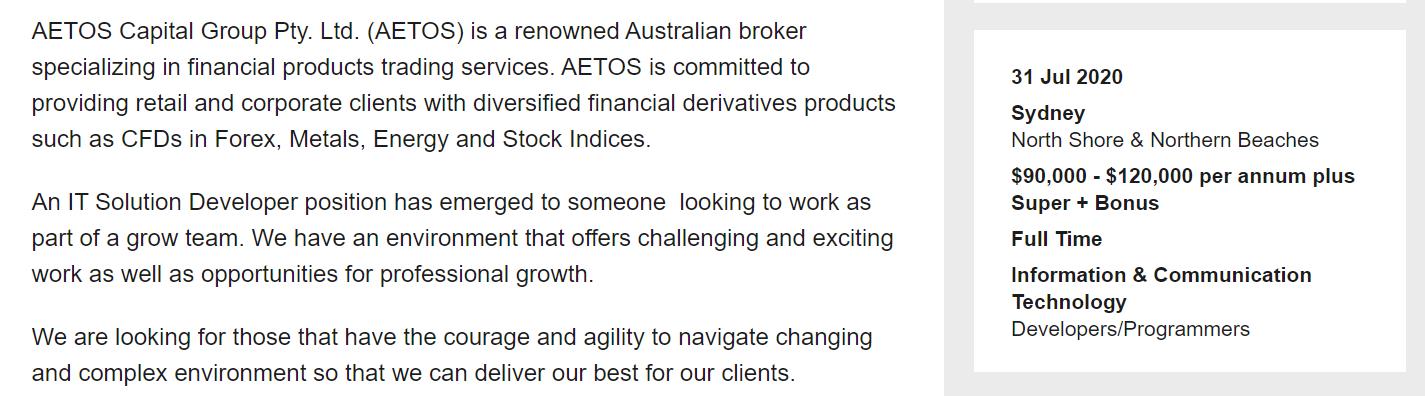 AETOS Capital Group Pty. Ltd. (AETOS) is a renowned Australian broker
specializing in financial products trading services. AETOS is committed to
providing retail and corporate clients with diversified financial derivatives products
such as CFDs in Forex, Metals, Energy and Stock Indices.
An IT Solution Developer position has emerged to someone  looking to work as
part of a grow team. We have an environment that offers challenging and exciting
work as well as opportunities for professional growth.
We are looking for those that have the courage and agility to navigate changing
and complex environment so that we can deliver our best for our clients.
31 Jul 2020
Sydney
North Shore & Northern Beaches
$90,000 - $120,000 per annum plus
Super + Bonus
Full Time
Information & Communication
Technology
Developers/Programmers